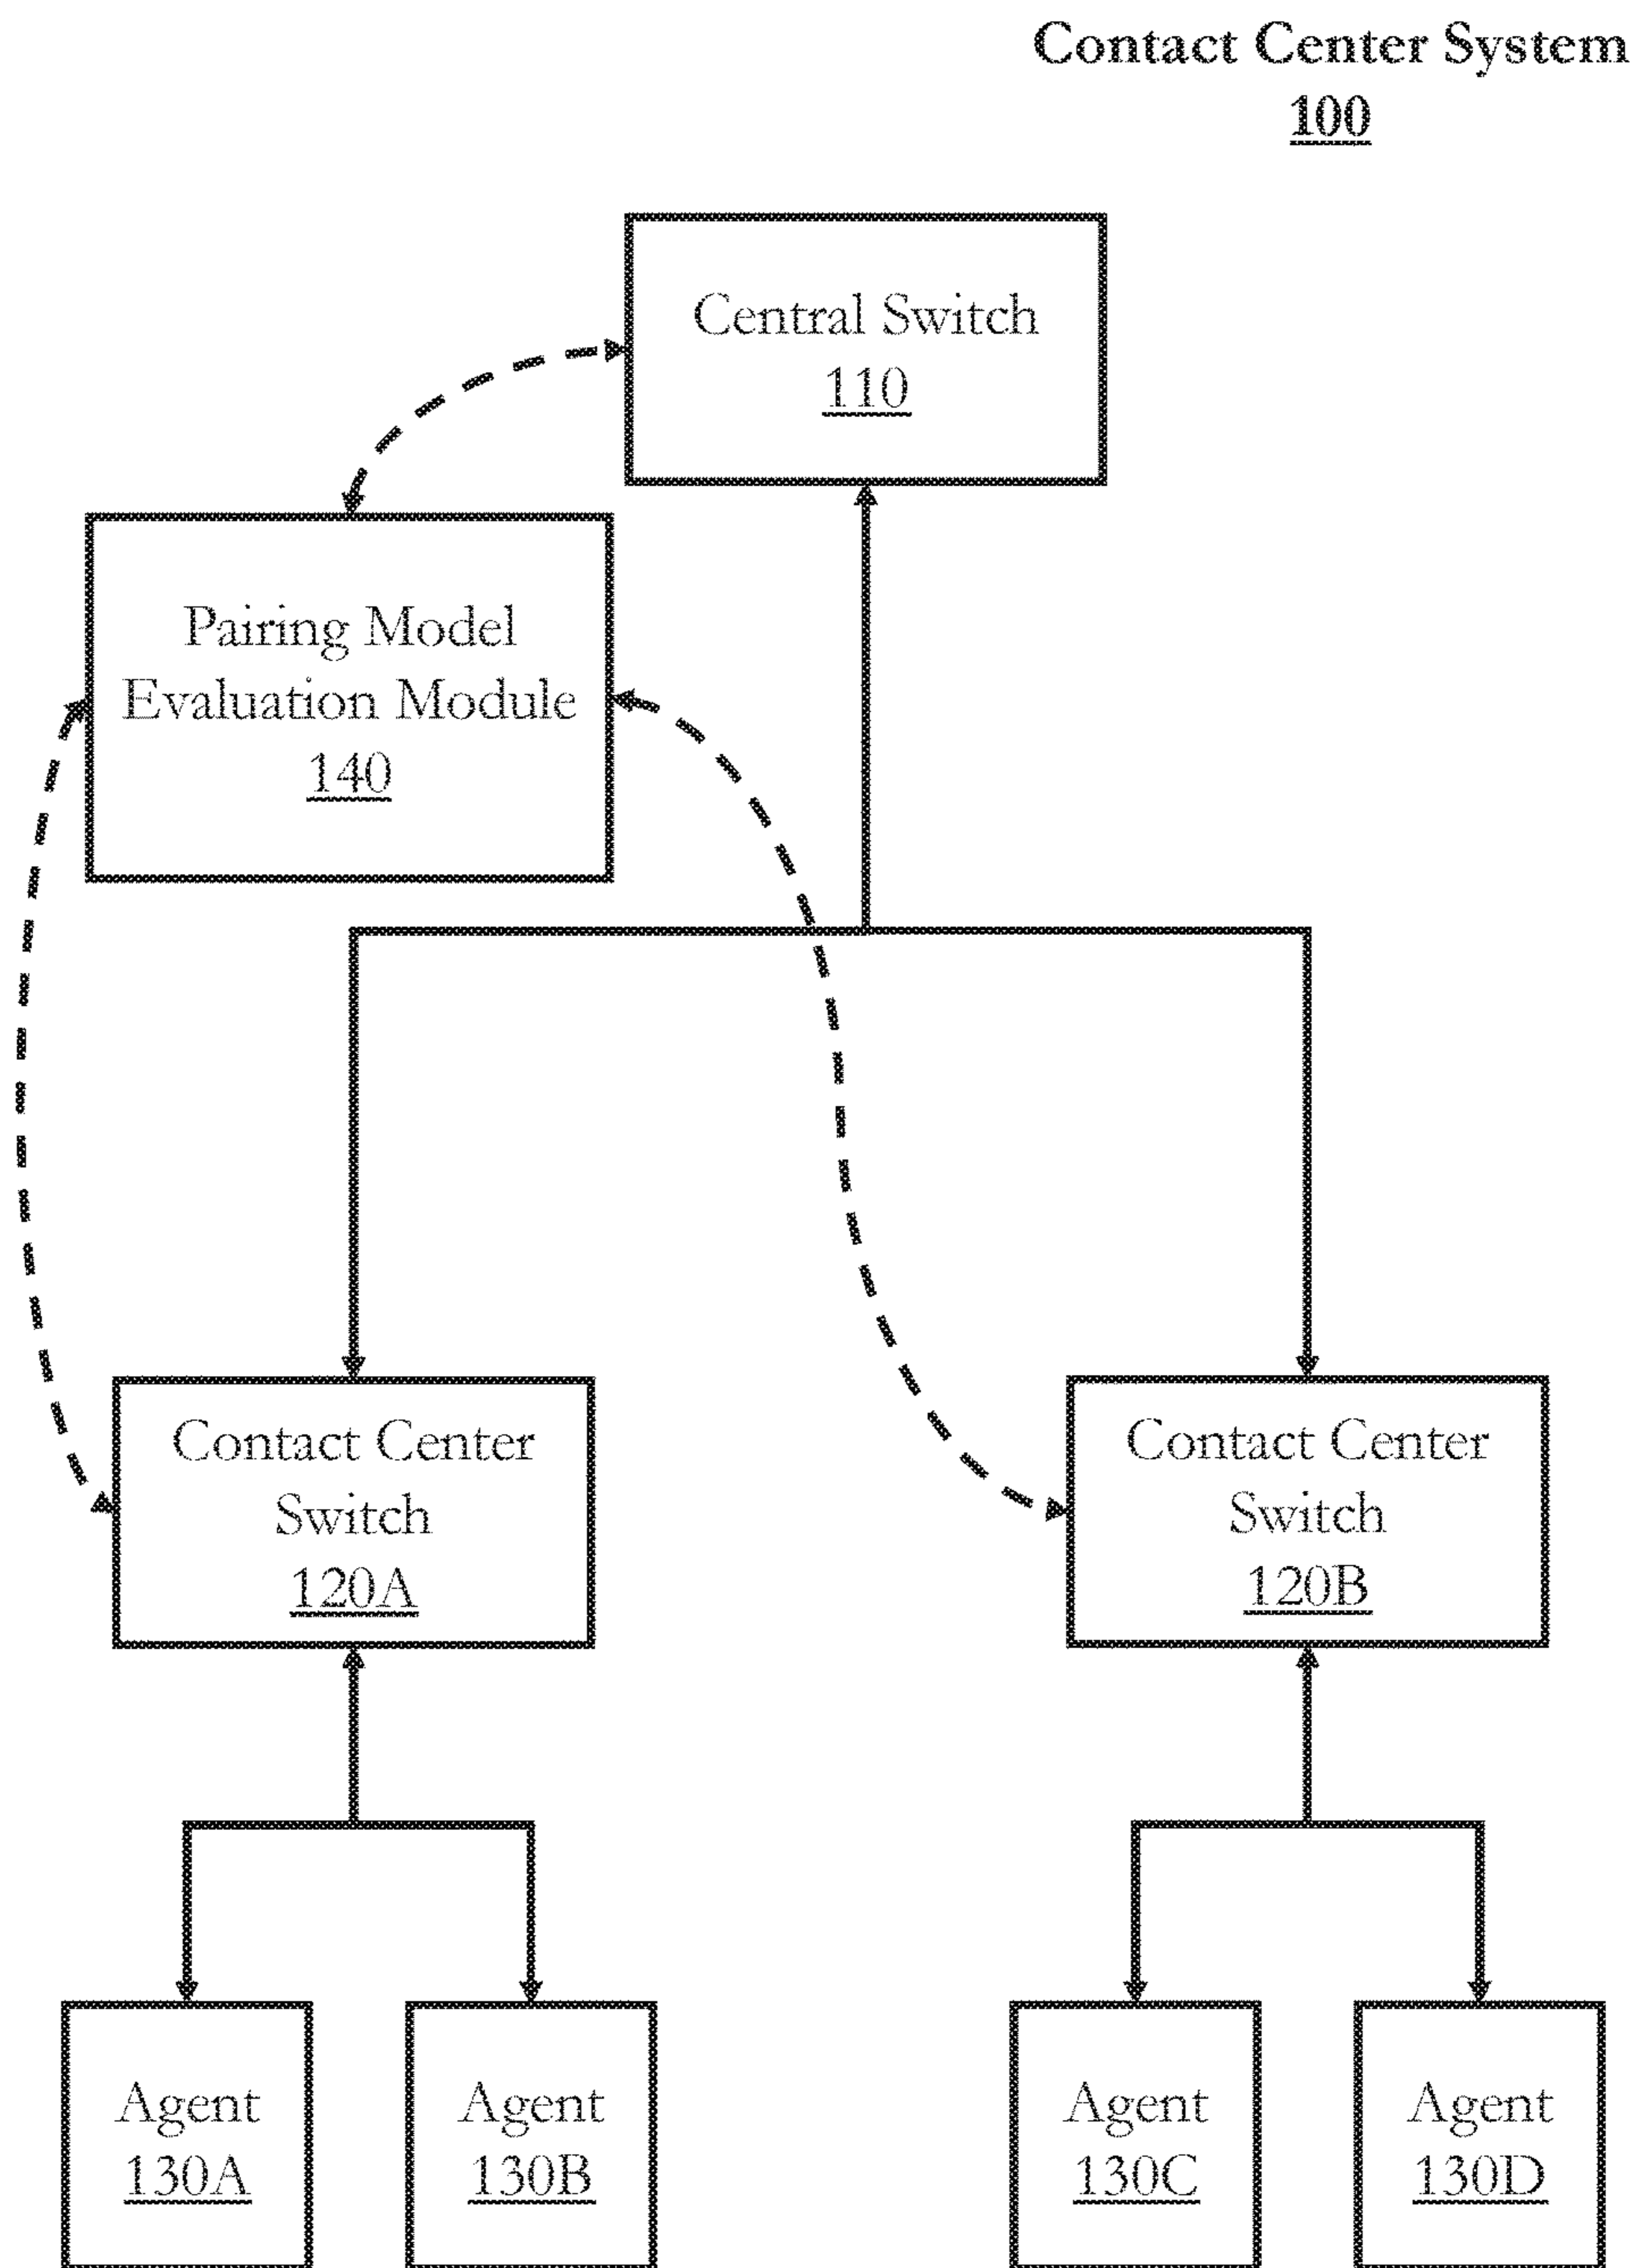 Contact Center System
100
Central Switch
110
Pairing Model
Evaluation Module
140
Contact Center
Switch
120A
Contact Center
Switch
120B
Agent
130A
Agent
130B
Agent
130C
Agent
130D